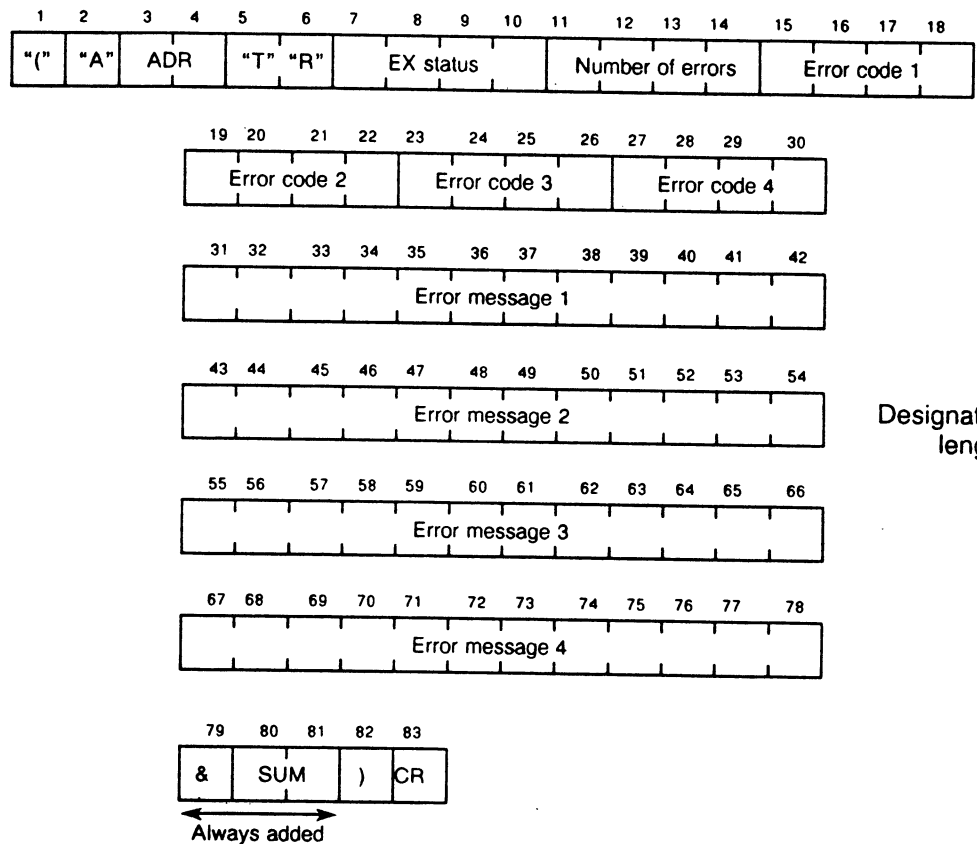 1 2 3 4 5 6 7 8 9 10 11 12 13 14 15 16 17 18
“(” “A” ADR “T” “R” EX status Number of errors Error code 1
19 20 21 22 23 24 25 26 27 28 29 30
Error code 2 Error code 3 Error code 4
31 32 33 34 35 36 37 38 39 40 41 42
Error message 1
43 44 45 46 47 48 49 50 51 52 53 54
Error message 2
Designat
leng
55 56 57 58 59 60 61 62 63 64 65 66
Error message 3
67 68 69 70 71 72 73 74 75 76 77 78
Error message 4
79 80 81 82 83
& SUM ) CR
Always added